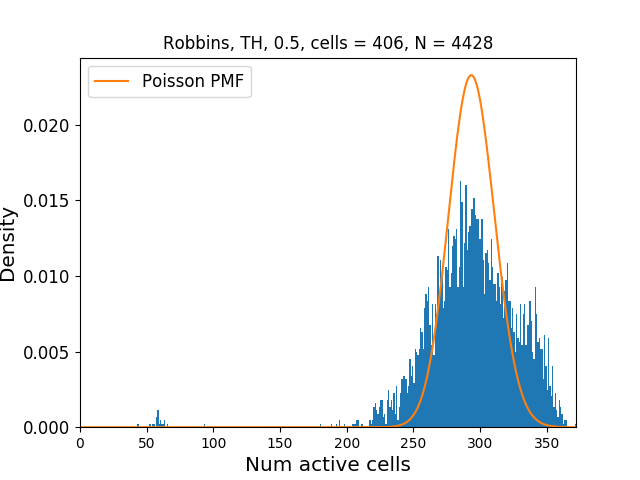 Robbins, TH, 0.5, cells = 406, N = 4428
Poisson PMF
0.020
0.015
0.010
0.005
0.000
Density
0 50 100 150 200 250 300 350
Num active cells